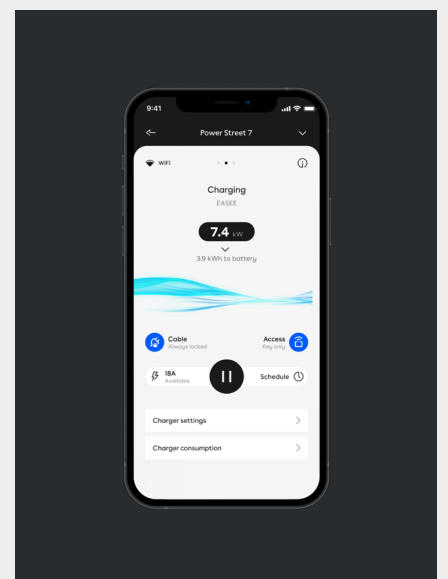 9:41
Power Street 7
WiFi
Charging
EASEE
7.4 kW
3.9 kWh to battery
Cable
Always locked
Access
Key only
18A
Available
Schedule
Charger settings
Charger consumption